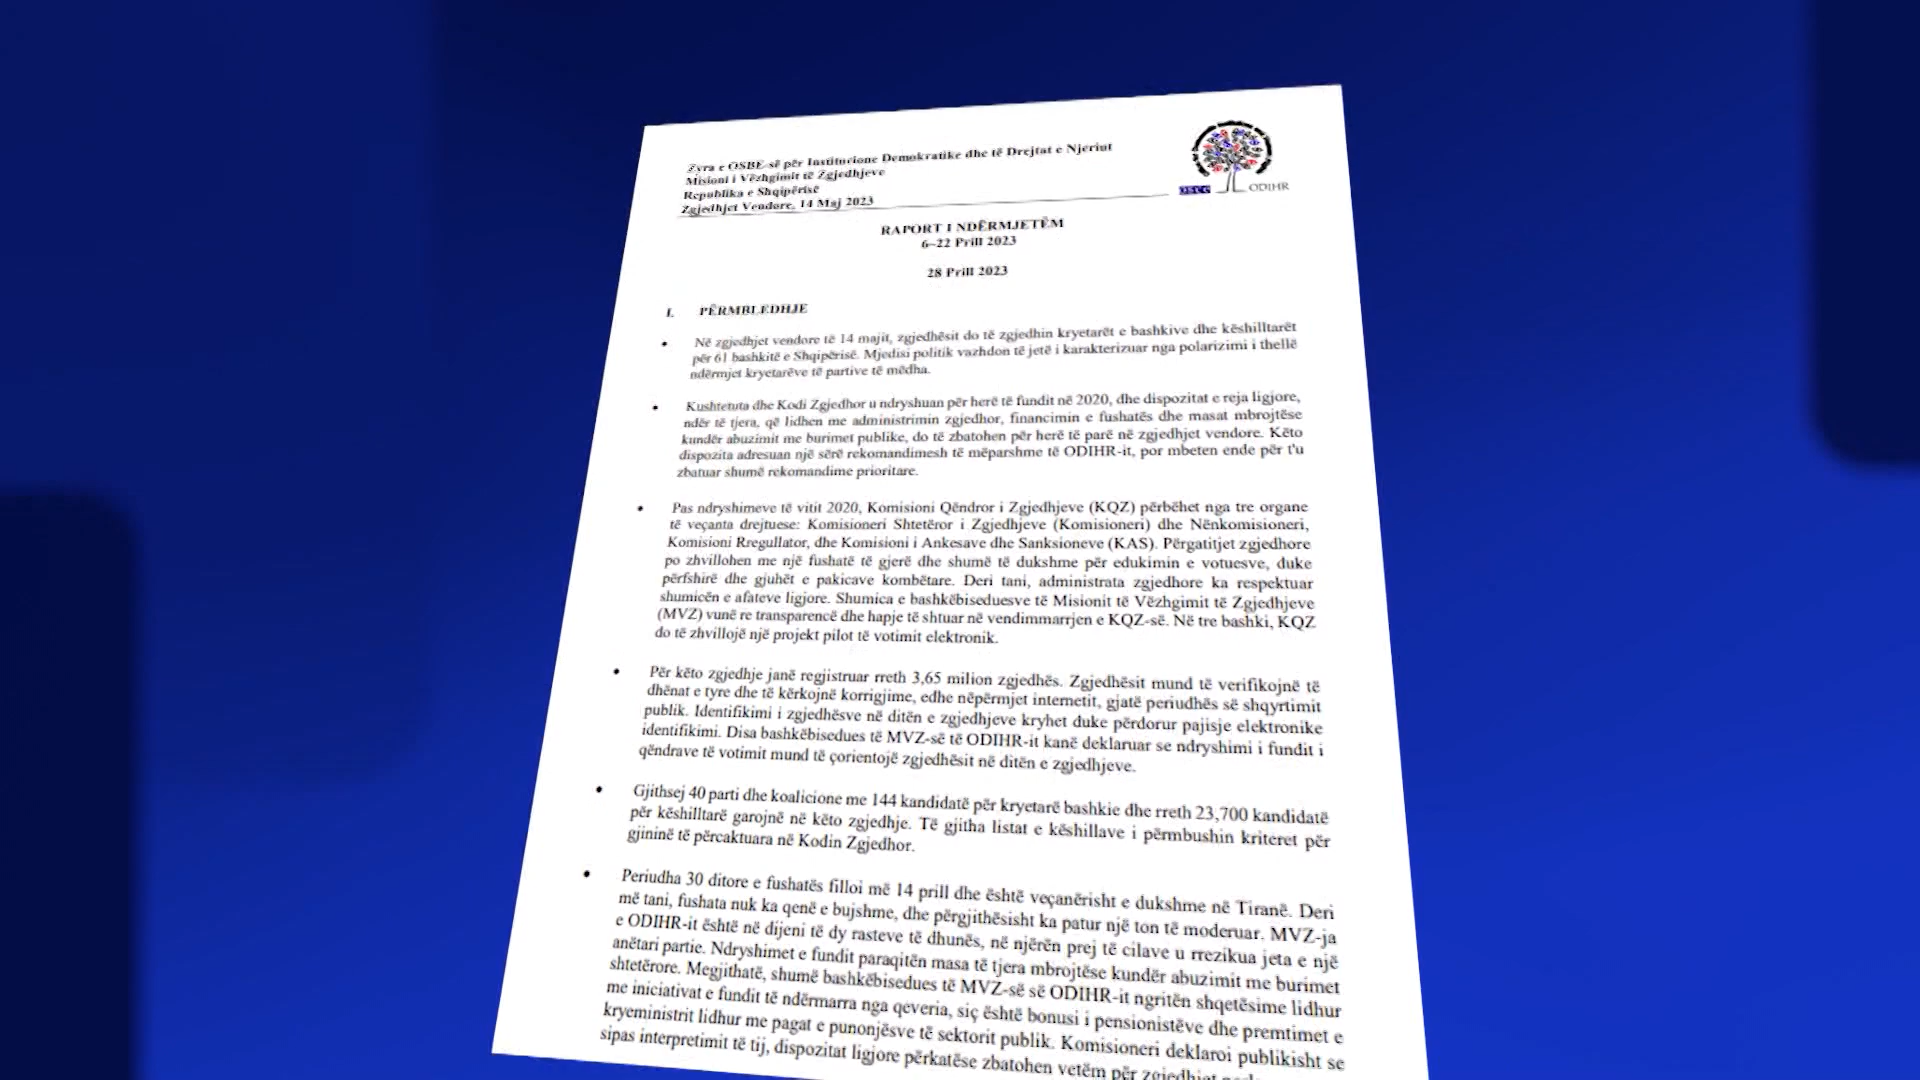 Zyra e OSBE-së për Institucione Demokratike dhe të Drejtat e Njeriut
Misioni i Vëzhgimit të Zgjedhjeve
Republika e Shqipërisë
Zgjedhjet Vendore, 14 Maj 2023
osce ODIHR
RAPORT I NDËRMJETËM
6–22 Prill 2023
28 Prill 2023
I. PËRMBLEDHJE
• Në zgjedhjet vendore të 14 majit, zgjedhësit do të zgjedhin kryetarët e bashkive dhe këshilltarët
për 61 bashkitë e Shqipërisë. Mjedisi politik vazhdon të jetë i karakterizuar nga polarizimi i thellë
ndërmjet kryetarëve të partive të mëdha.
• Kushtetuta dhe Kodi Zgjedhor u ndryshuan për herë të fundit në 2020, dhe dispozitat e reja ligjore,
ndër të tjera, që lidhen me administrimin zgjedhor, financimin e fushatës dhe masat mbrojtëse
kundër abuzimit me burimet publike, do të zbatohen për herë të parë në zgjedhjet vendore. Këto
dispozita adresuan një sërë rekomandimesh të mëparshme të ODIHR-it, por mbeten ende për t'u
zbatuar shumë rekomandime prioritare.
• Pas ndryshimeve të vitit 2020, Komisioni Qëndror i Zgjedhjeve (KQZ) përbëhet nga tre organe
të veçanta drejtuese: Komisioneri Shtetëror i Zgjedhjeve (Komisioneri) dhe Nënkomisioneri,
Komisioni Rregullator, dhe Komisioni i Ankesave dhe Sanksioneve (KAS). Përgatitjet zgjedhore
po zhvillohen me një fushatë të gjerë dhe shumë të dukshme për edukimin e votuesve, duke
përfshirë dhe gjuhët e pakicave kombëtare. Deri tani, administrata zgjedhore ka respektuar
shumicën e afateve ligjore. Shumica e bashkëbiseduesve të Misionit të Vëzhgimit të Zgjedhjeve
(MVZ) vunë re transparencë dhe hapje të shtuar në vendimmarrjen e KQZ-së. Në tre bashki, KQZ
do të zhvillojë një projekt pilot të votimit elektronik.
• Për këto zgjedhje janë regjistruar rreth 3,65 milion zgjedhës. Zgjedhësit mund të verifikojnë të
dhënat e tyre dhe të kërkojnë korrigjime, edhe nëpërmjet internetit, gjatë periudhës së shqyrtimit
publik. Identifikimi i zgjedhësve në ditën e zgjedhjeve kryhet duke përdorur pajisje elektronike
identifikimi. Disa bashkëbisedues të MVZ-së të ODIHR-it kanë deklaruar se ndryshimi i fundit i
qëndrave të votimit mund të çorientojë zgjedhësit në ditën e zgjedhjeve.
• Gjithsej 40 parti dhe koalicione me 144 kandidatë për kryetarë bashkie dhe rreth 23,700 kandidatë
për këshilltarë garojnë në këto zgjedhje. Të gjitha listat e këshillave i përmbushin kriteret për
gjininë të përcaktuara në Kodin Zgjedhor.
• Periudha 30 ditore e fushatës filloi më 14 prill dhe është veçanërisht e dukshme në Tiranë. Deri
më tani, fushata nuk ka qenë e bujshme, dhe përgjithësisht ka patur një ton të moderuar. MVZ-ja
e ODIHR-it është në dijeni të dy rasteve të dhunës, në njërën prej të cilave u rrezikua jeta e një
anëtari partie. Ndryshimet e fundit paraqitën masa të tjera mbrojtëse kundër abuzimit me burimet
shtetërore. Megjithatë, shumë bashkëbisedues të MVZ-së së ODIHR-it ngritën shqetësime lidhur
me iniciativat e fundit të ndërmarra nga qeveria, siç është bonusi i pensionistëve dhe premtimet e
kryeministrit lidhur me pagat e punonjësve të sektorit publik. Komisioneri deklaroi publikisht se
sipas interpretimit të tij, dispozitat ligjore përkatëse zbatohen vetëm për zgjedhjet